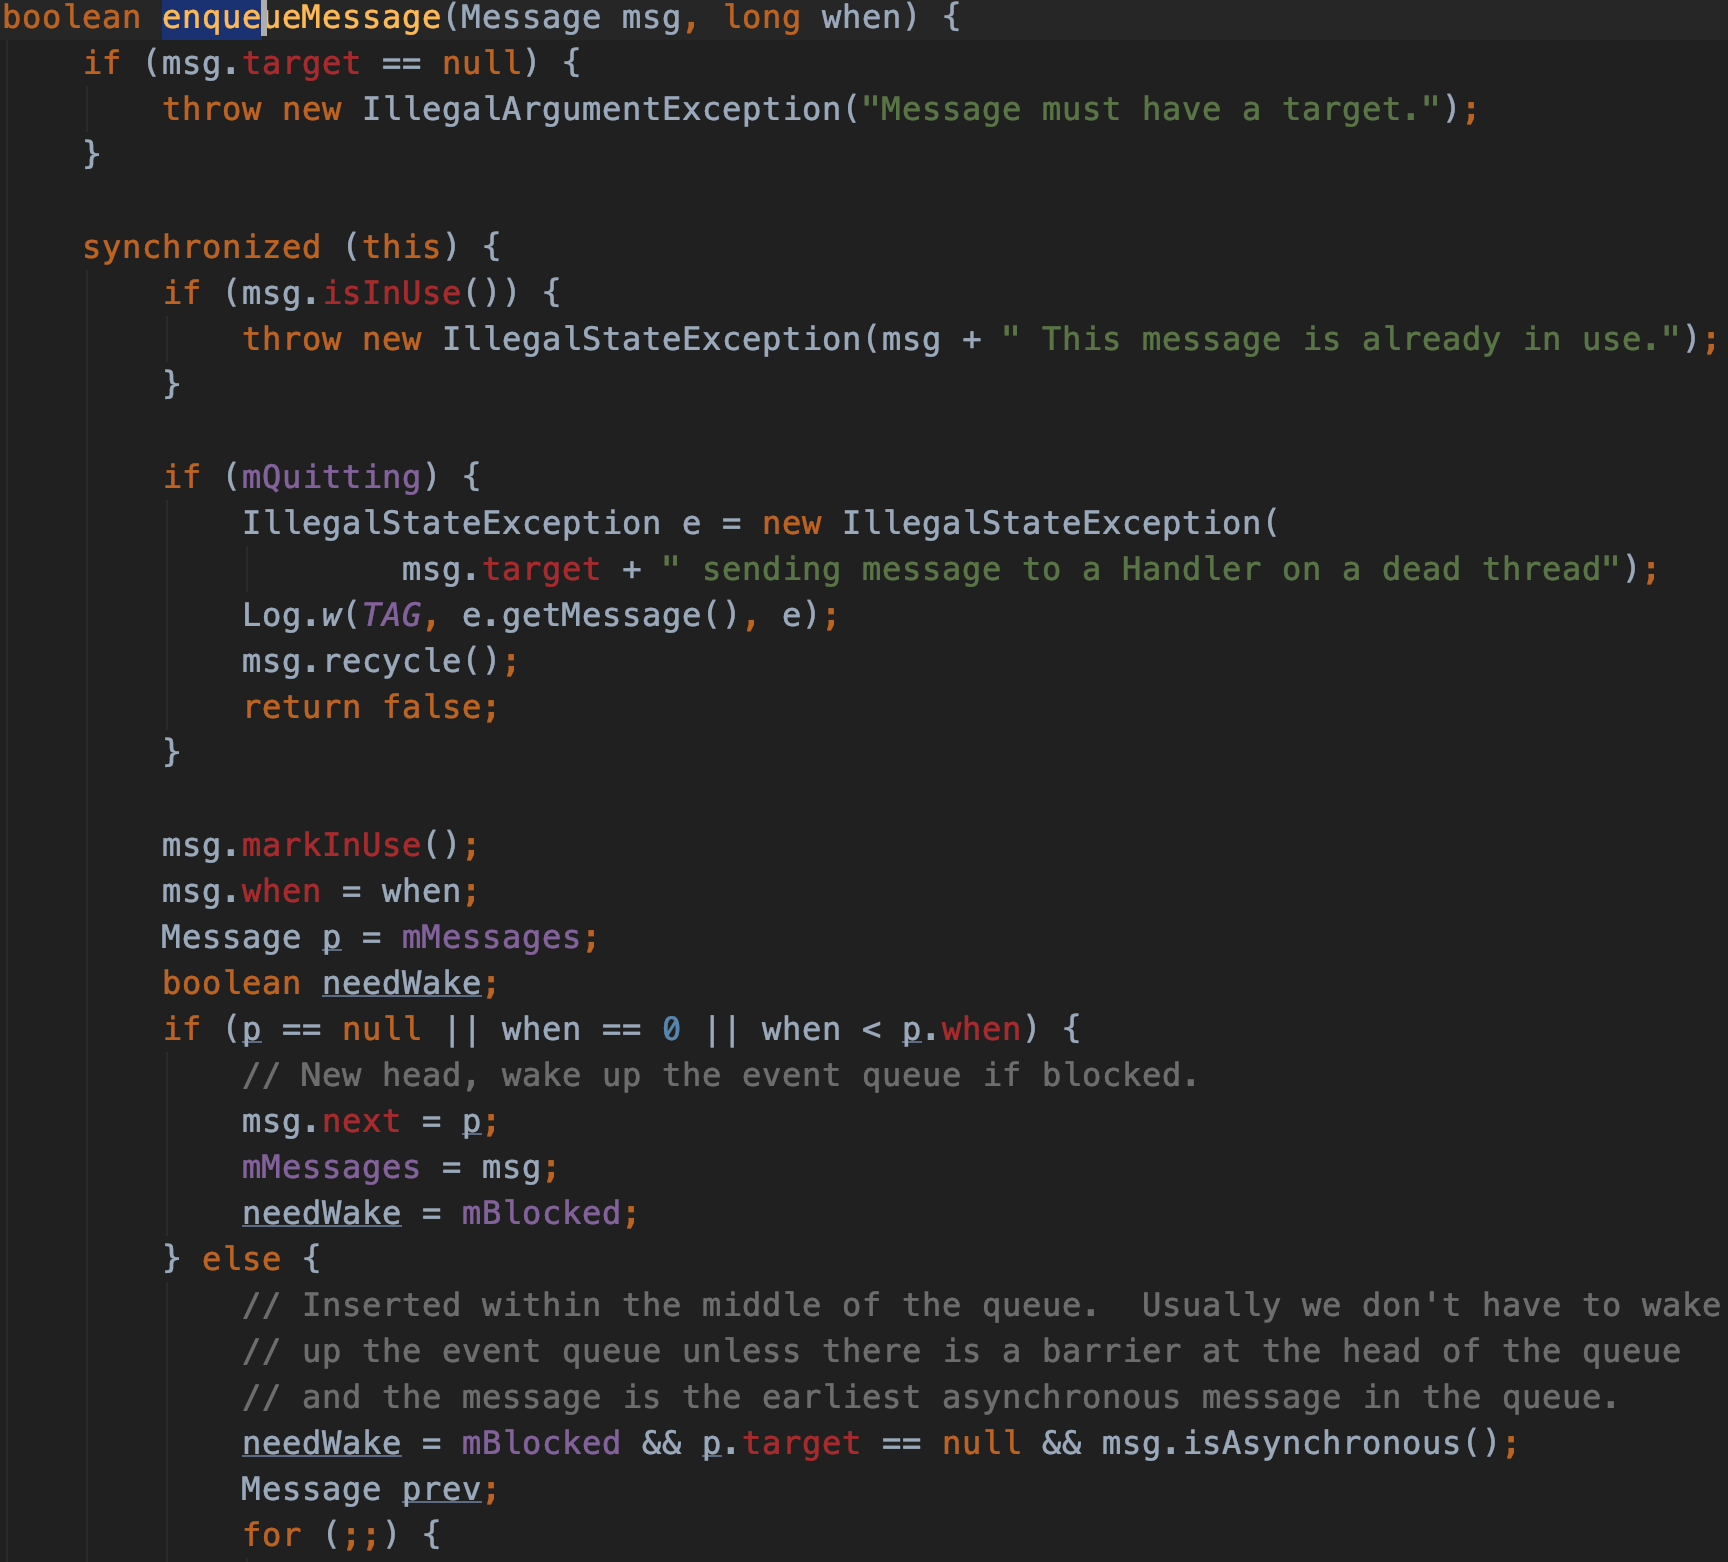 boolean enqueueMessage(Message msg, long when) {
    if (msg.target == null) {
        throw new IllegalArgumentException("Message must have a target.");
    }

    synchronized (this) {
        if (msg.isInUse()) {
            throw new IllegalStateException(msg + " This message is already in use.");
        }

        if (mQuitting) {
            IllegalStateException e = new IllegalStateException(
                    msg.target + " sending message to a Handler on a dead thread");
            Log.w(TAG, e.getMessage(), e);
            msg.recycle();
            return false;
        }

        msg.markInUse();
        msg.when = when;
        Message p = mMessages;
        boolean needWake;
        if (p == null || when == 0 || when < p.when) {
            // New head, wake up the event queue if blocked.
            msg.next = p;
            mMessages = msg;
            needWake = mBlocked;
        } else {
            // Inserted within the middle of the queue.  Usually we don't have to wake
            // up the event queue unless there is a barrier at the head of the queue
            // and the message is the earliest asynchronous message in the queue.
            needWake = mBlocked && p.target == null && msg.isAsynchronous();
            Message prev;
            for (;;) {